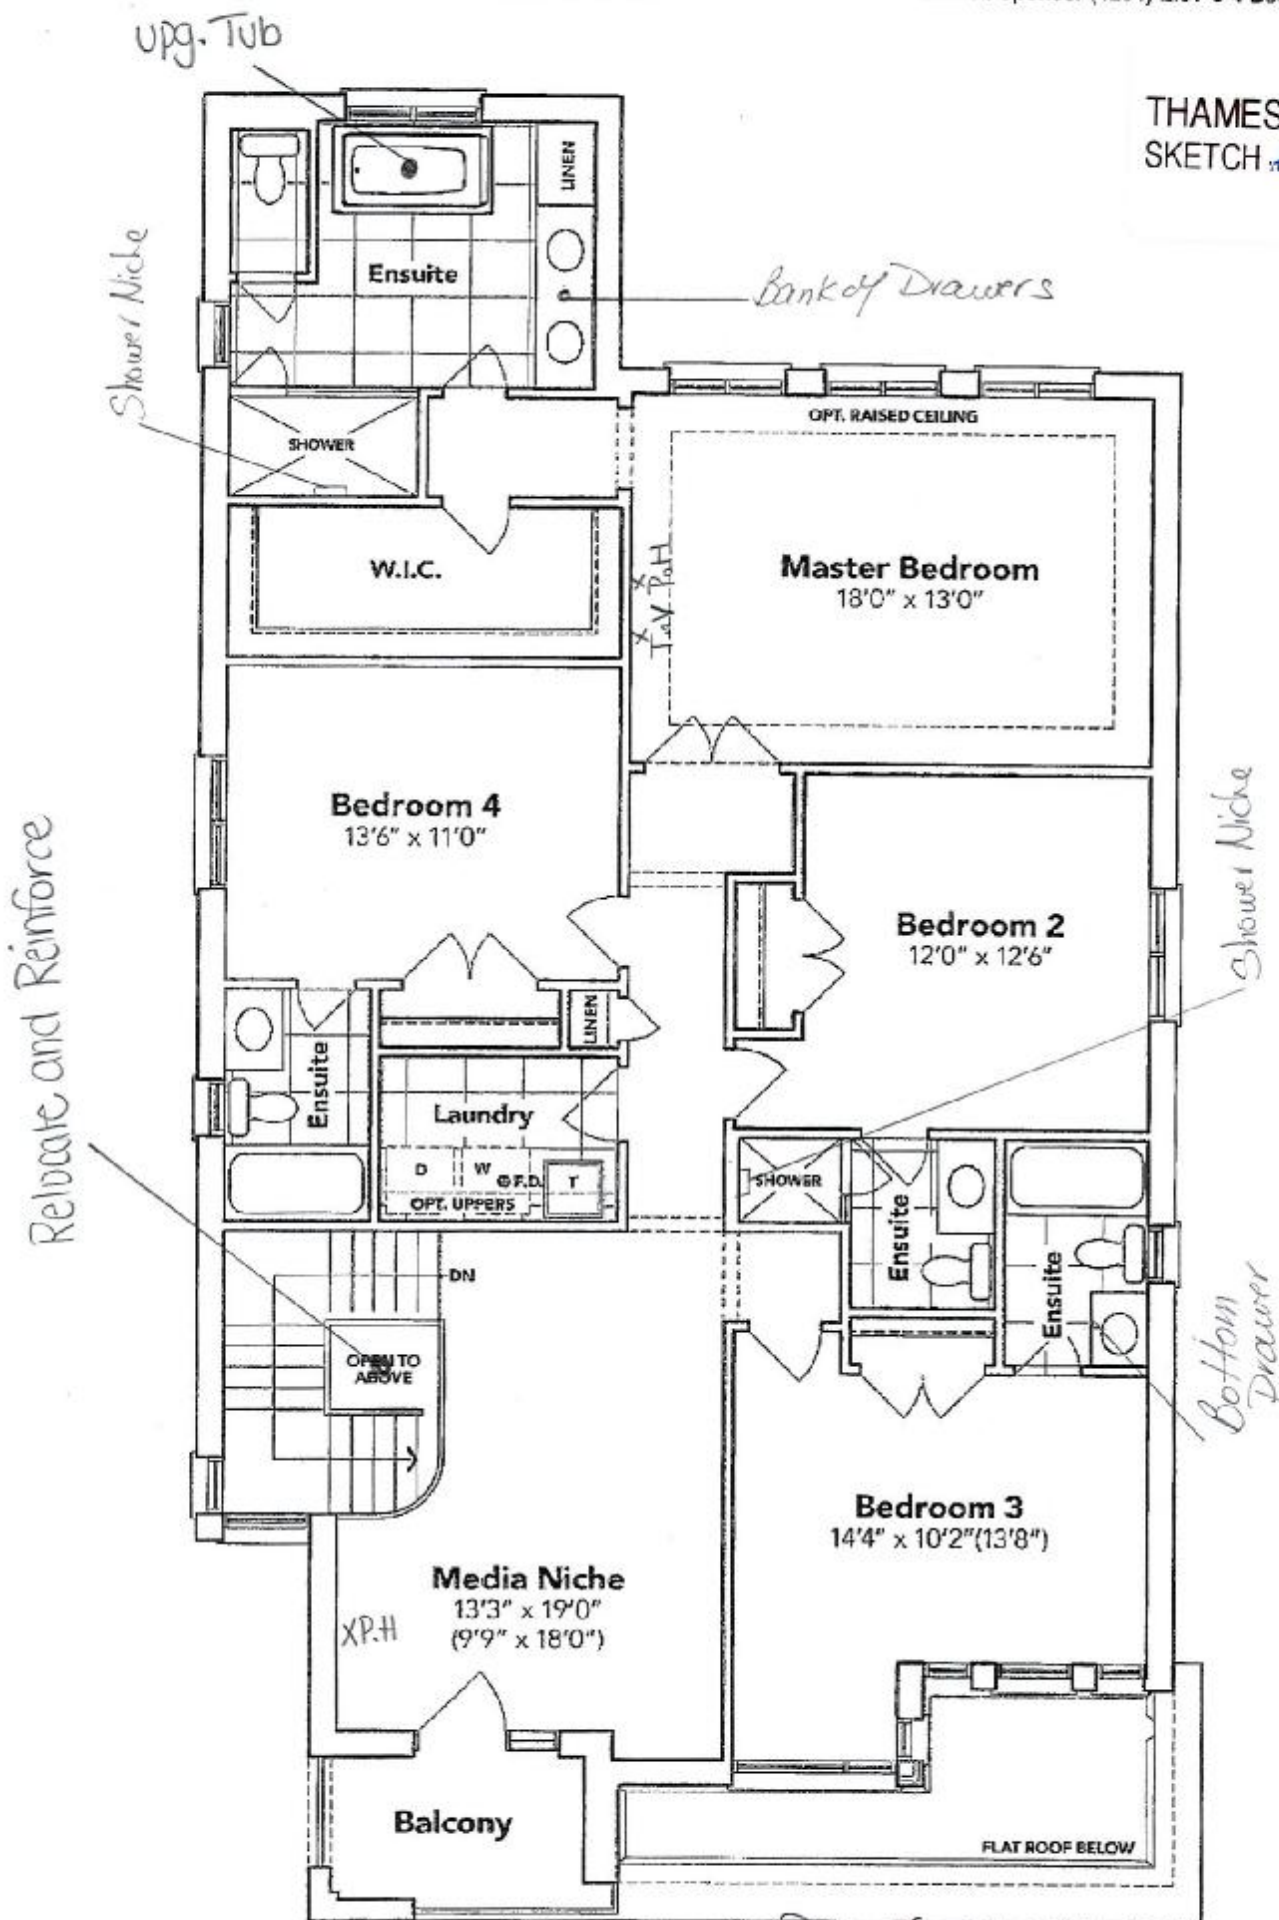 upg. Tub
THAMES
SKETCH
LINEN
Ensuite
Shower Niche
Bank of Drawers
SHOWER
OPT. RAISED CEILING
W.I.C.
X T.V P.H
X
Master Bedroom
18'0" x 13'0"
Bedroom 4
13'6" x 11'0"
Relocate and Reinforce
Bedroom 2
12'0" x 12'6"
Shower Niche
LINEN
Ensuite
Laundry
D
W
F.D.
T
OPT. UPPERS
SHOWER
Ensuite
Ensuite
DN
OPEN TO
ABOVE
Bottom
Drawer
Bedroom 3
14'4" x 10'2"(13'8")
Media Niche
13'3" x 19'0"
(9'9" x 18'0")
XP.H
Balcony
FLAT ROOF BELOW